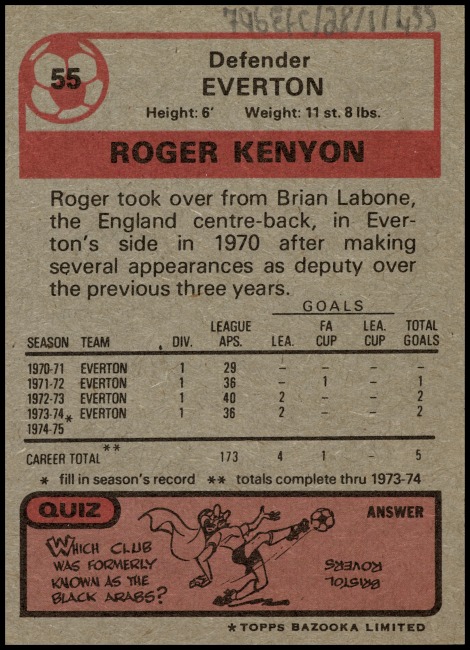 796EFC/28/1/435
55
Defender
EVERTON
Height: 6' Weight: 11 st. 8 lbs.
ROGER KENYON
Roger took over from Brian Labone,
the England centre-back, in Ever-
ton's side in 1970 after making
several appearances as deputy over
the previous three years.
GOALS
SEASON TEAM DIV. LEAGUE APS. LEA. FA CUP LEA. CUP TOTAL GOALS
1970-71 EVERTON 1 29 – – – –
1971-72 EVERTON 1 36 – 1 – 1
1972-73 EVERTON 1 40 2 – – 2
1973-74 * EVERTON 1 36 2 – – 2
1974-75
CAREER TOTAL ** 173 4 1 – 5
* fill in season's record ** totals complete thru 1973-74
QUIZ
WHICH CLUB
WAS FORMERLY
KNOWN AS THE
BLACK ARABS?
ANSWER
BRISTOL
ROVERS
*TOPPS BAZOOKA LIMITED